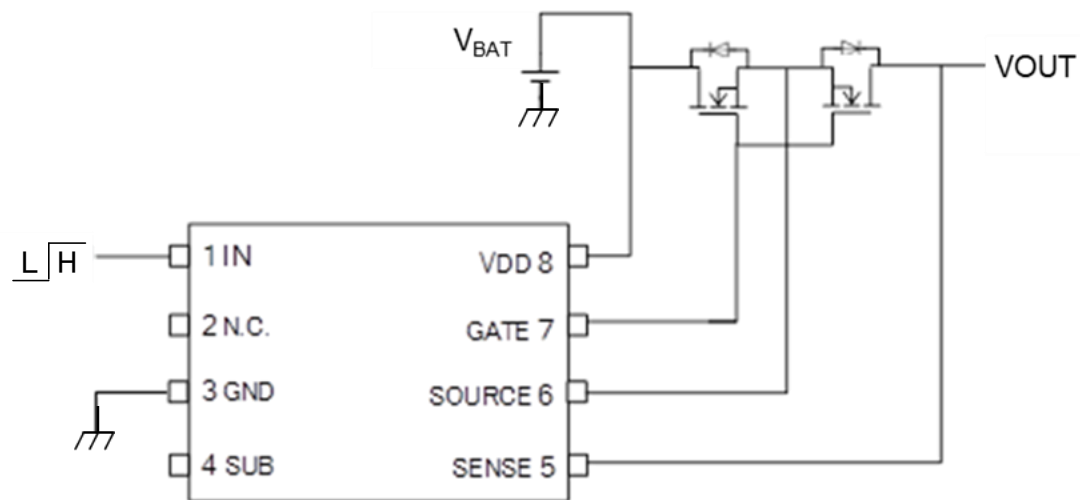 VBAT
VOUT
L H
1 IN
VDD 8
2 N.C.
GATE 7
3 GND
SOURCE 6
4 SUB
SENSE 5